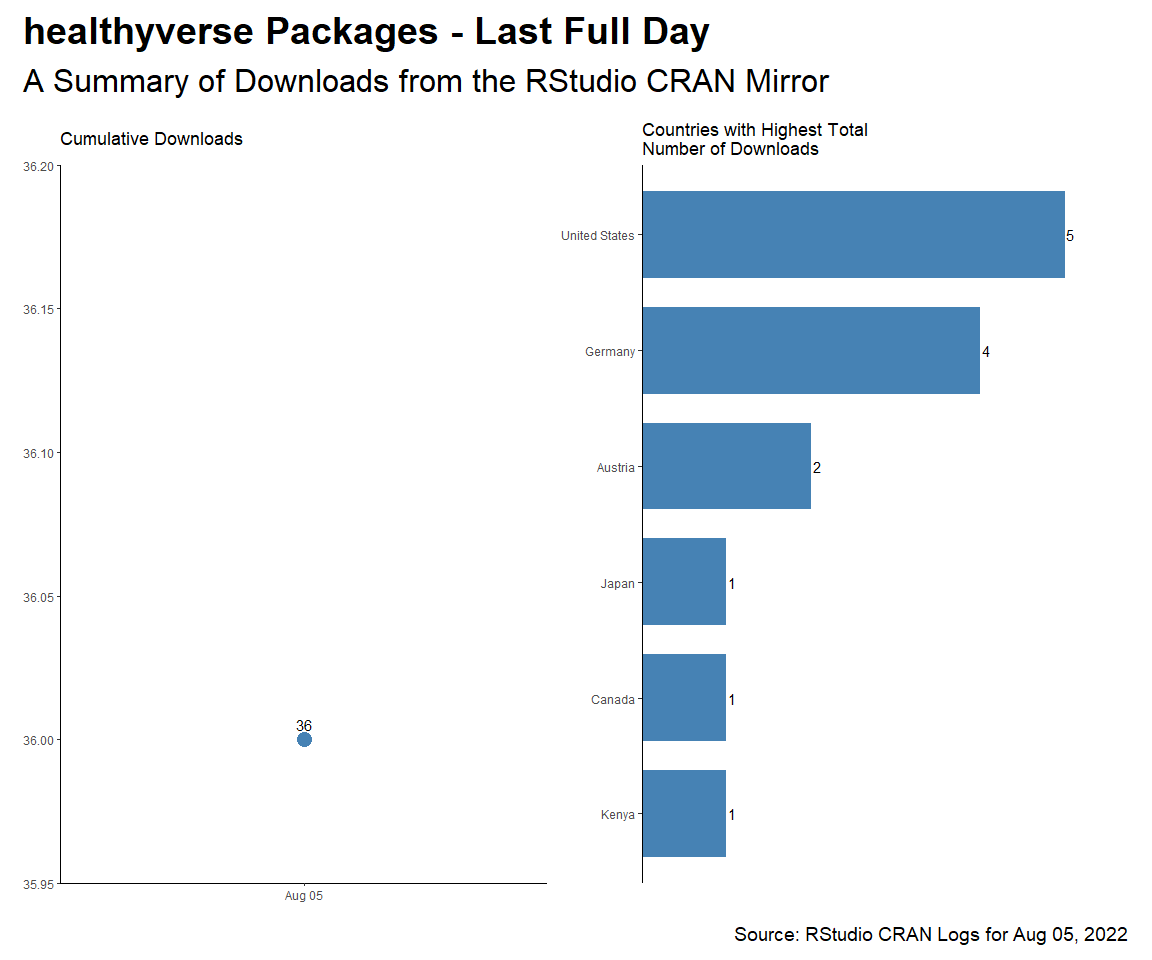 healthyverse Packages - Last Full Day
A Summary of Downloads from the RStudio CRAN Mirror
Cumulative Downloads
36.20
36.15
36.10
36.05
36.00
35.95
36
Aug 05
Countries with Highest Total
Number of Downloads
United States
5
Germany
4
Austria
2
Japan
1
Canada
1
Kenya
1
Source: RStudio CRAN Logs for Aug 05, 2022